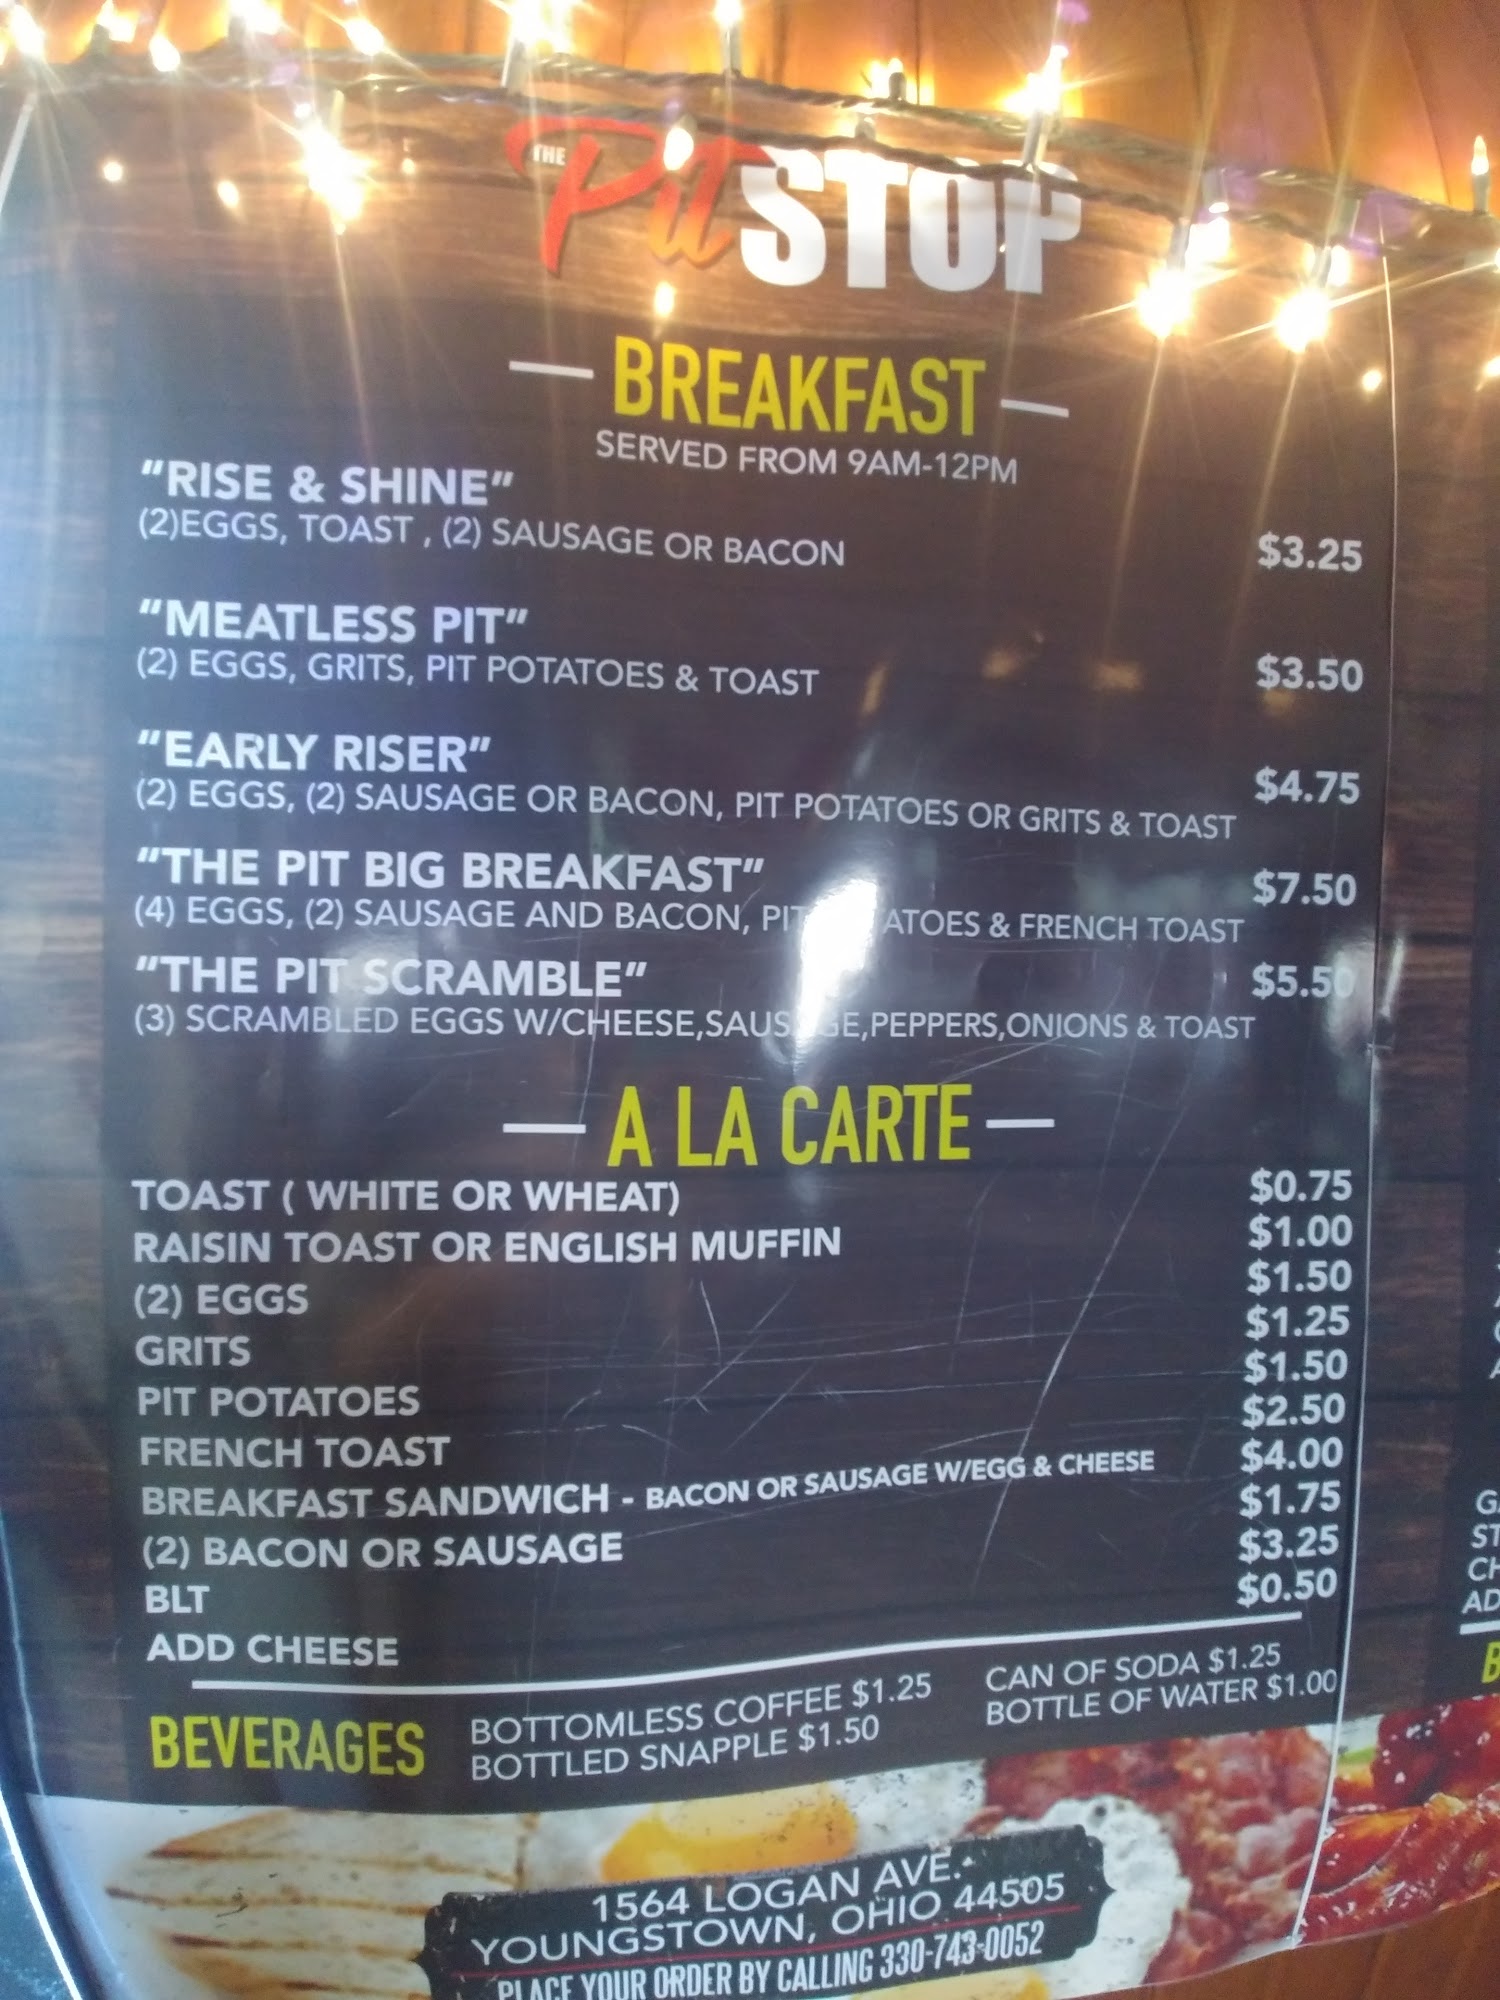 THE Pit STOP
BREAKFAST
SERVED FROM 9AM-12PM
"RISE & SHINE"
(2)EGGS, TOAST , (2) SAUSAGE OR BACON $3.25
"MEATLESS PIT"
(2) EGGS, GRITS, PIT POTATOES & TOAST $3.50
"EARLY RISER" $4.75
(2) EGGS, (2) SAUSAGE OR BACON, PIT POTATOES OR GRITS & TOAST
"THE PIT BIG BREAKFAST" $7.50
(4) EGGS, (2) SAUSAGE AND BACON, PIT POTATOES & FRENCH TOAST
"THE PIT SCRAMBLE" $5.50
(3) SCRAMBLED EGGS W/CHEESE,SAUSAGE,PEPPERS,ONIONS & TOAST
A LA CARTE
TOAST ( WHITE OR WHEAT) $0.75
RAISIN TOAST OR ENGLISH MUFFIN $1.00
(2) EGGS $1.50
GRITS $1.25
PIT POTATOES $1.50
FRENCH TOAST $2.50
BREAKFAST SANDWICH - BACON OR SAUSAGE W/EGG & CHEESE $4.00
(2) BACON OR SAUSAGE $1.75
BLT $3.25
ADD CHEESE $0.50
BEVERAGES
BOTTOMLESS COFFEE $1.25 CAN OF SODA $1.25
BOTTLED SNAPPLE $1.50 BOTTLE OF WATER $1.00
1564 LOGAN AVE.
YOUNGSTOWN, OHIO 44505
PLACE YOUR ORDER BY CALLING 330-743-0052